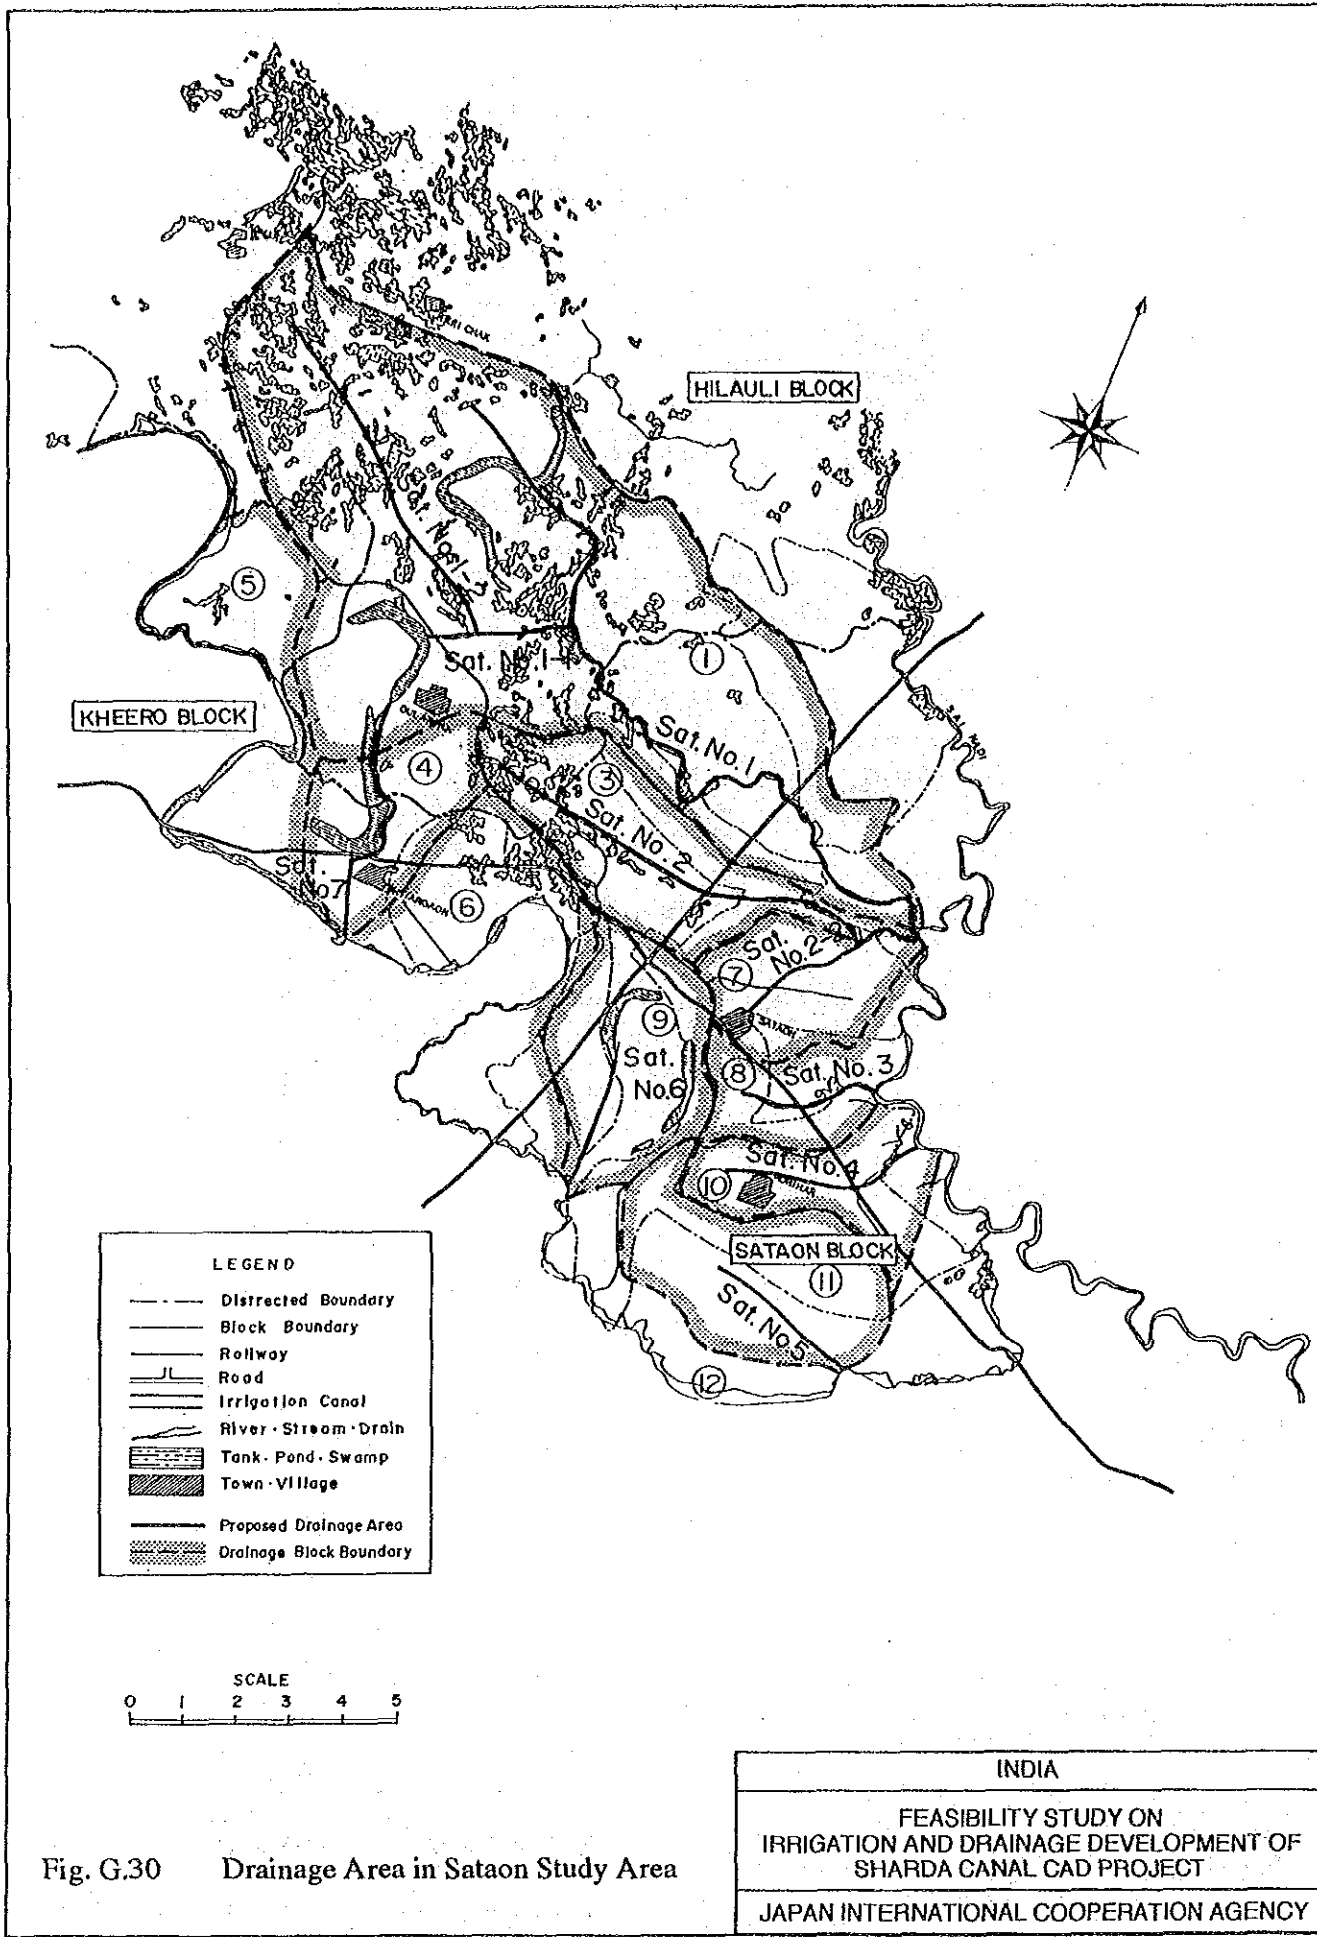 HILAULI BLOCK
Sat. No. 1-2
5
1
Sat. No. 1-1
SAI NADI
KHEERO BLOCK
Sat. No. 1
4
3
Sat. No. 2
Sat.
No7
6
Sat.
No. 2-2
7
SATAON
9
Sat.
No.6
8
Sat. No. 3
Sat. No. 4
10
SATAON BLOCK
11
Sat. No. 5
12
LEGEND
Distrected Boundary
Block Boundary
Rollway
Road
Irrigation Canal
River · Stream · Drain
Tank · Pond · Swamp
Town · Village
Proposed Drainage Area
Drainage Block Boundary
SCALE
0 1 2 3 4 5
INDIA
FEASIBILITY STUDY ON
IRRIGATION AND DRAINAGE DEVELOPMENT OF
SHARDA CANAL CAD PROJECT
JAPAN INTERNATIONAL COOPERATION AGENCY
Fig. G.30 Drainage Area in Sataon Study Area